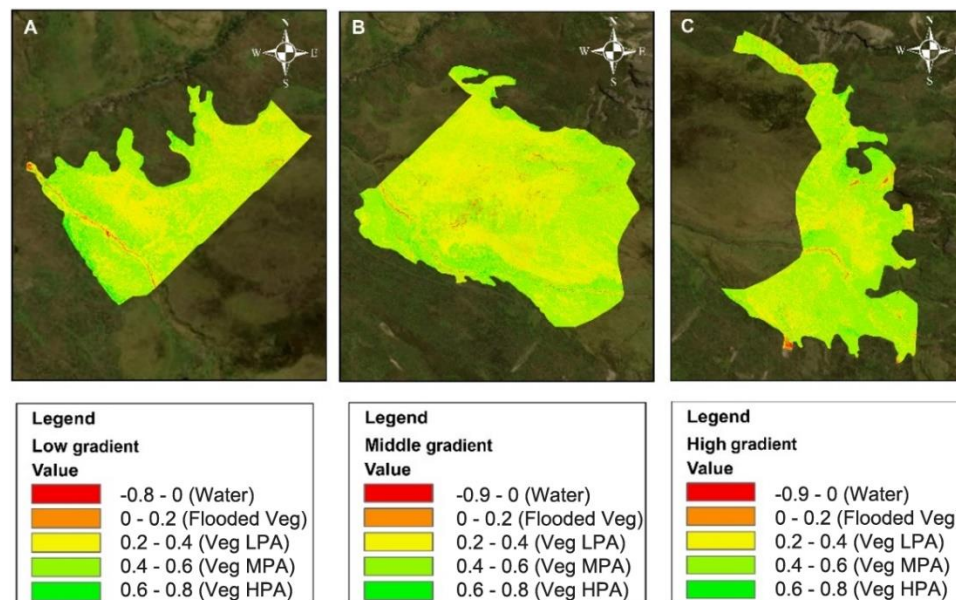 A
N
W E
S
B
N
W E
S
C
N
W E
S
Legend
Low gradient
Value
-0.8 - 0 (Water)
0 - 0.2 (Flooded Veg)
0.2 - 0.4 (Veg LPA)
0.4 - 0.6 (Veg MPA)
0.6 - 0.8 (Veg HPA)
Legend
Middle gradient
Value
-0.9 - 0 (Water)
0 - 0.2 (Flooded Veg)
0.2 - 0.4 (Veg LPA)
0.4 - 0.6 (Veg MPA)
0.6 - 0.8 (Veg HPA)
Legend
High gradient
Value
-0.9 - 0 (Water)
0 - 0.2 (Flooded Veg
0.2 - 0.4 (Veg LPA)
0.4 - 0.6 (Veg MPA)
0.6 - 0.8 (Veg HPA)